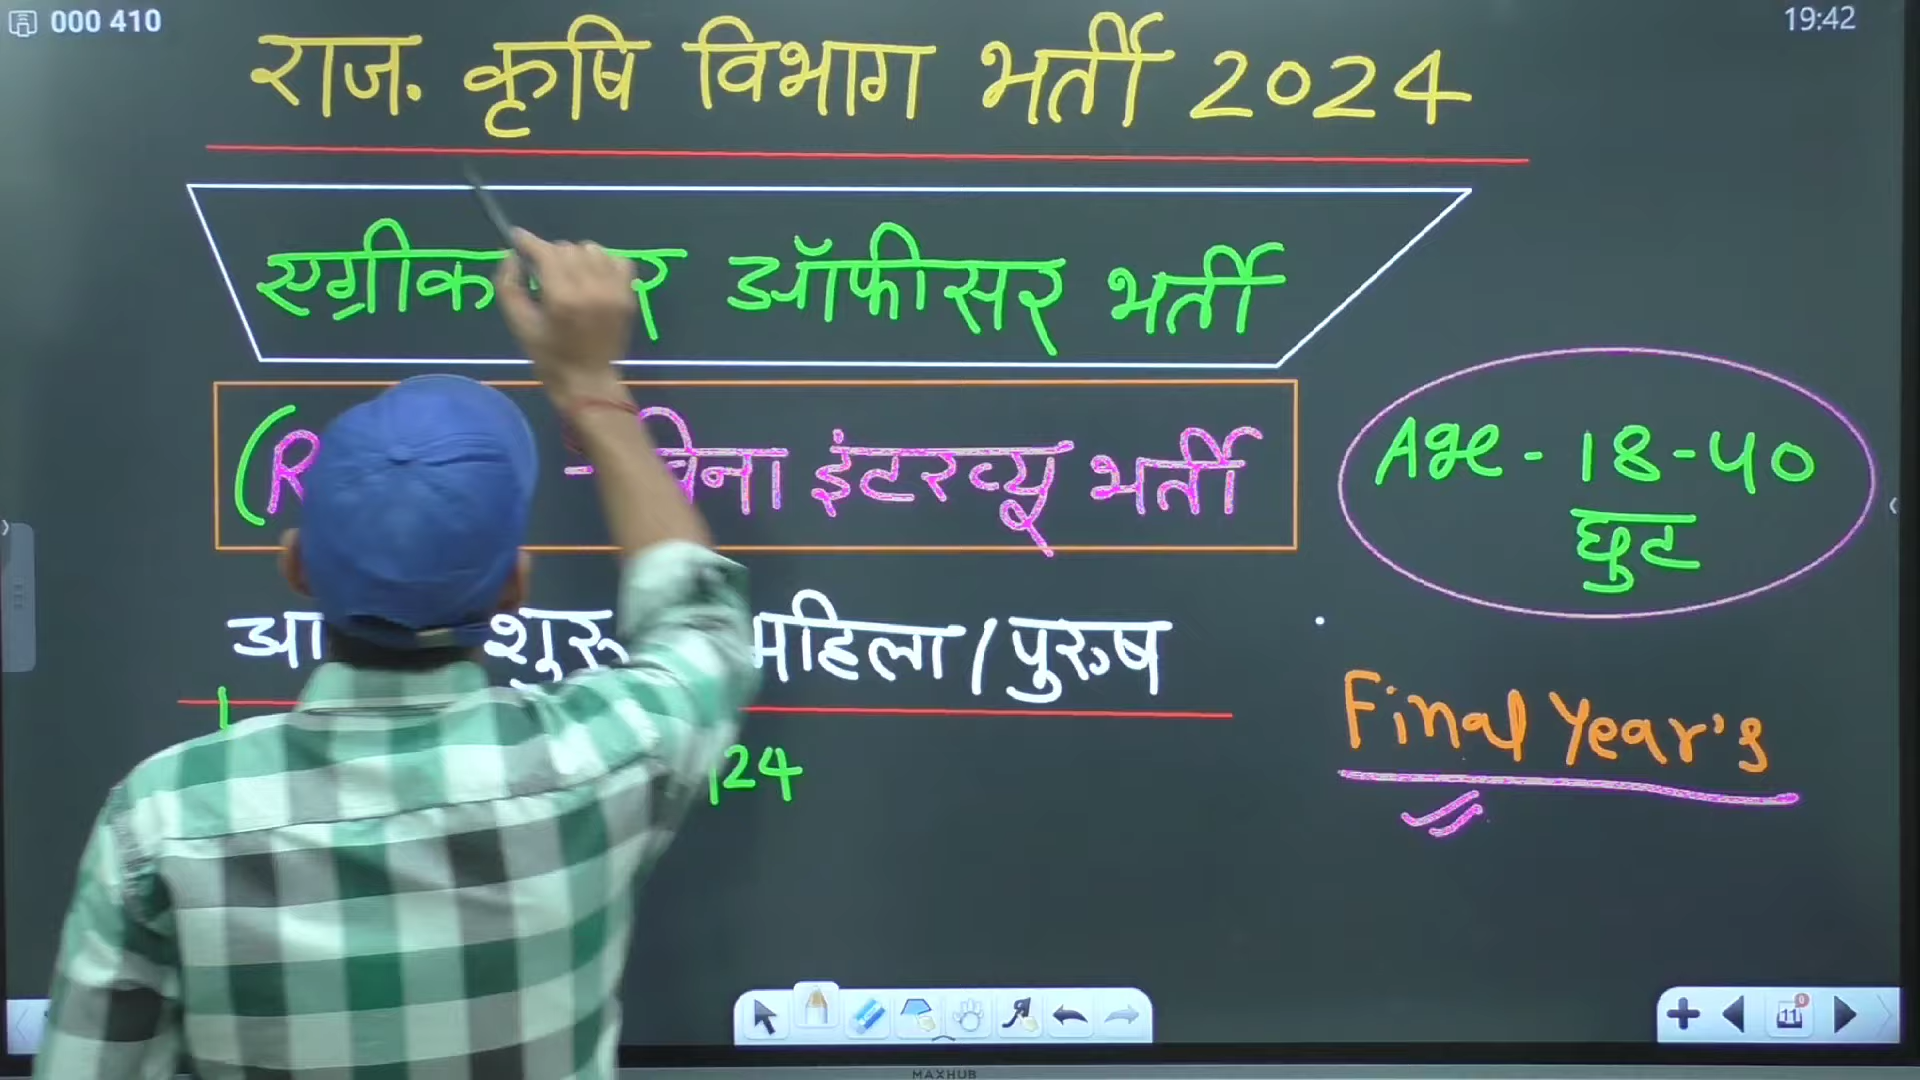 000 410
19:42
राज. कृषि विभाग भर्ती 2024
ऑफीसर भर्ती
बिना इंटरव्यू भर्ती
Age - 18-40
छुट
शुरू महिला / पुरुष
Final Year's
24
11
MAXHUB